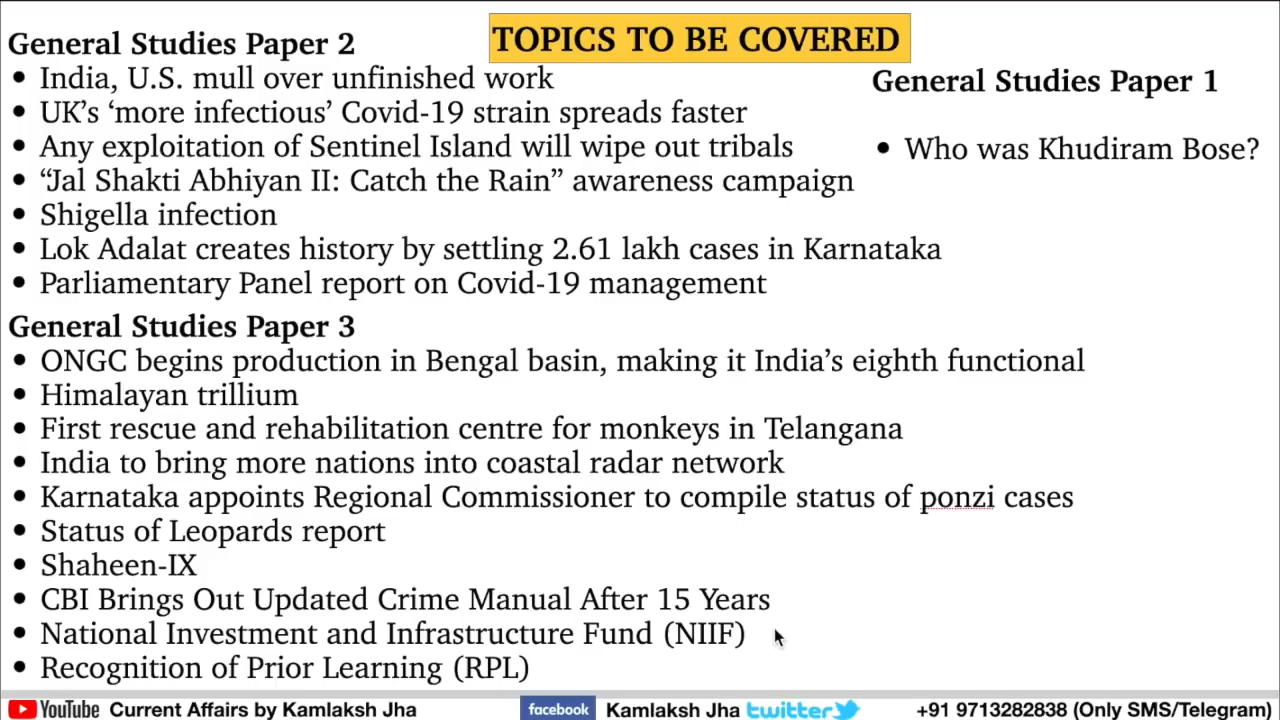 TOPICS TO BE COVERED
General Studies Paper 2
• India, U.S. mull over unfinished work
• UK’s ‘more infectious’ Covid-19 strain spreads faster
• Any exploitation of Sentinel Island will wipe out tribals
• “Jal Shakti Abhiyan II: Catch the Rain” awareness campaign
• Shigella infection
• Lok Adalat creates history by settling 2.61 lakh cases in Karnataka
• Parliamentary Panel report on Covid-19 management
General Studies Paper 3
• ONGC begins production in Bengal basin, making it India’s eighth functional
• Himalayan trillium
• First rescue and rehabilitation centre for monkeys in Telangana
• India to bring more nations into coastal radar network
• Karnataka appoints Regional Commissioner to compile status of ponzi cases
• Status of Leopards report
• Shaheen-IX
• CBI Brings Out Updated Crime Manual After 15 Years
• National Investment and Infrastructure Fund (NIIF)
• Recognition of Prior Learning (RPL)
General Studies Paper 1
• Who was Khudiram Bose?
YouTube Current Affairs by Kamlaksh Jha facebook Kamlaksh Jha twitter +91 9713282838 (Only SMS/Telegram)